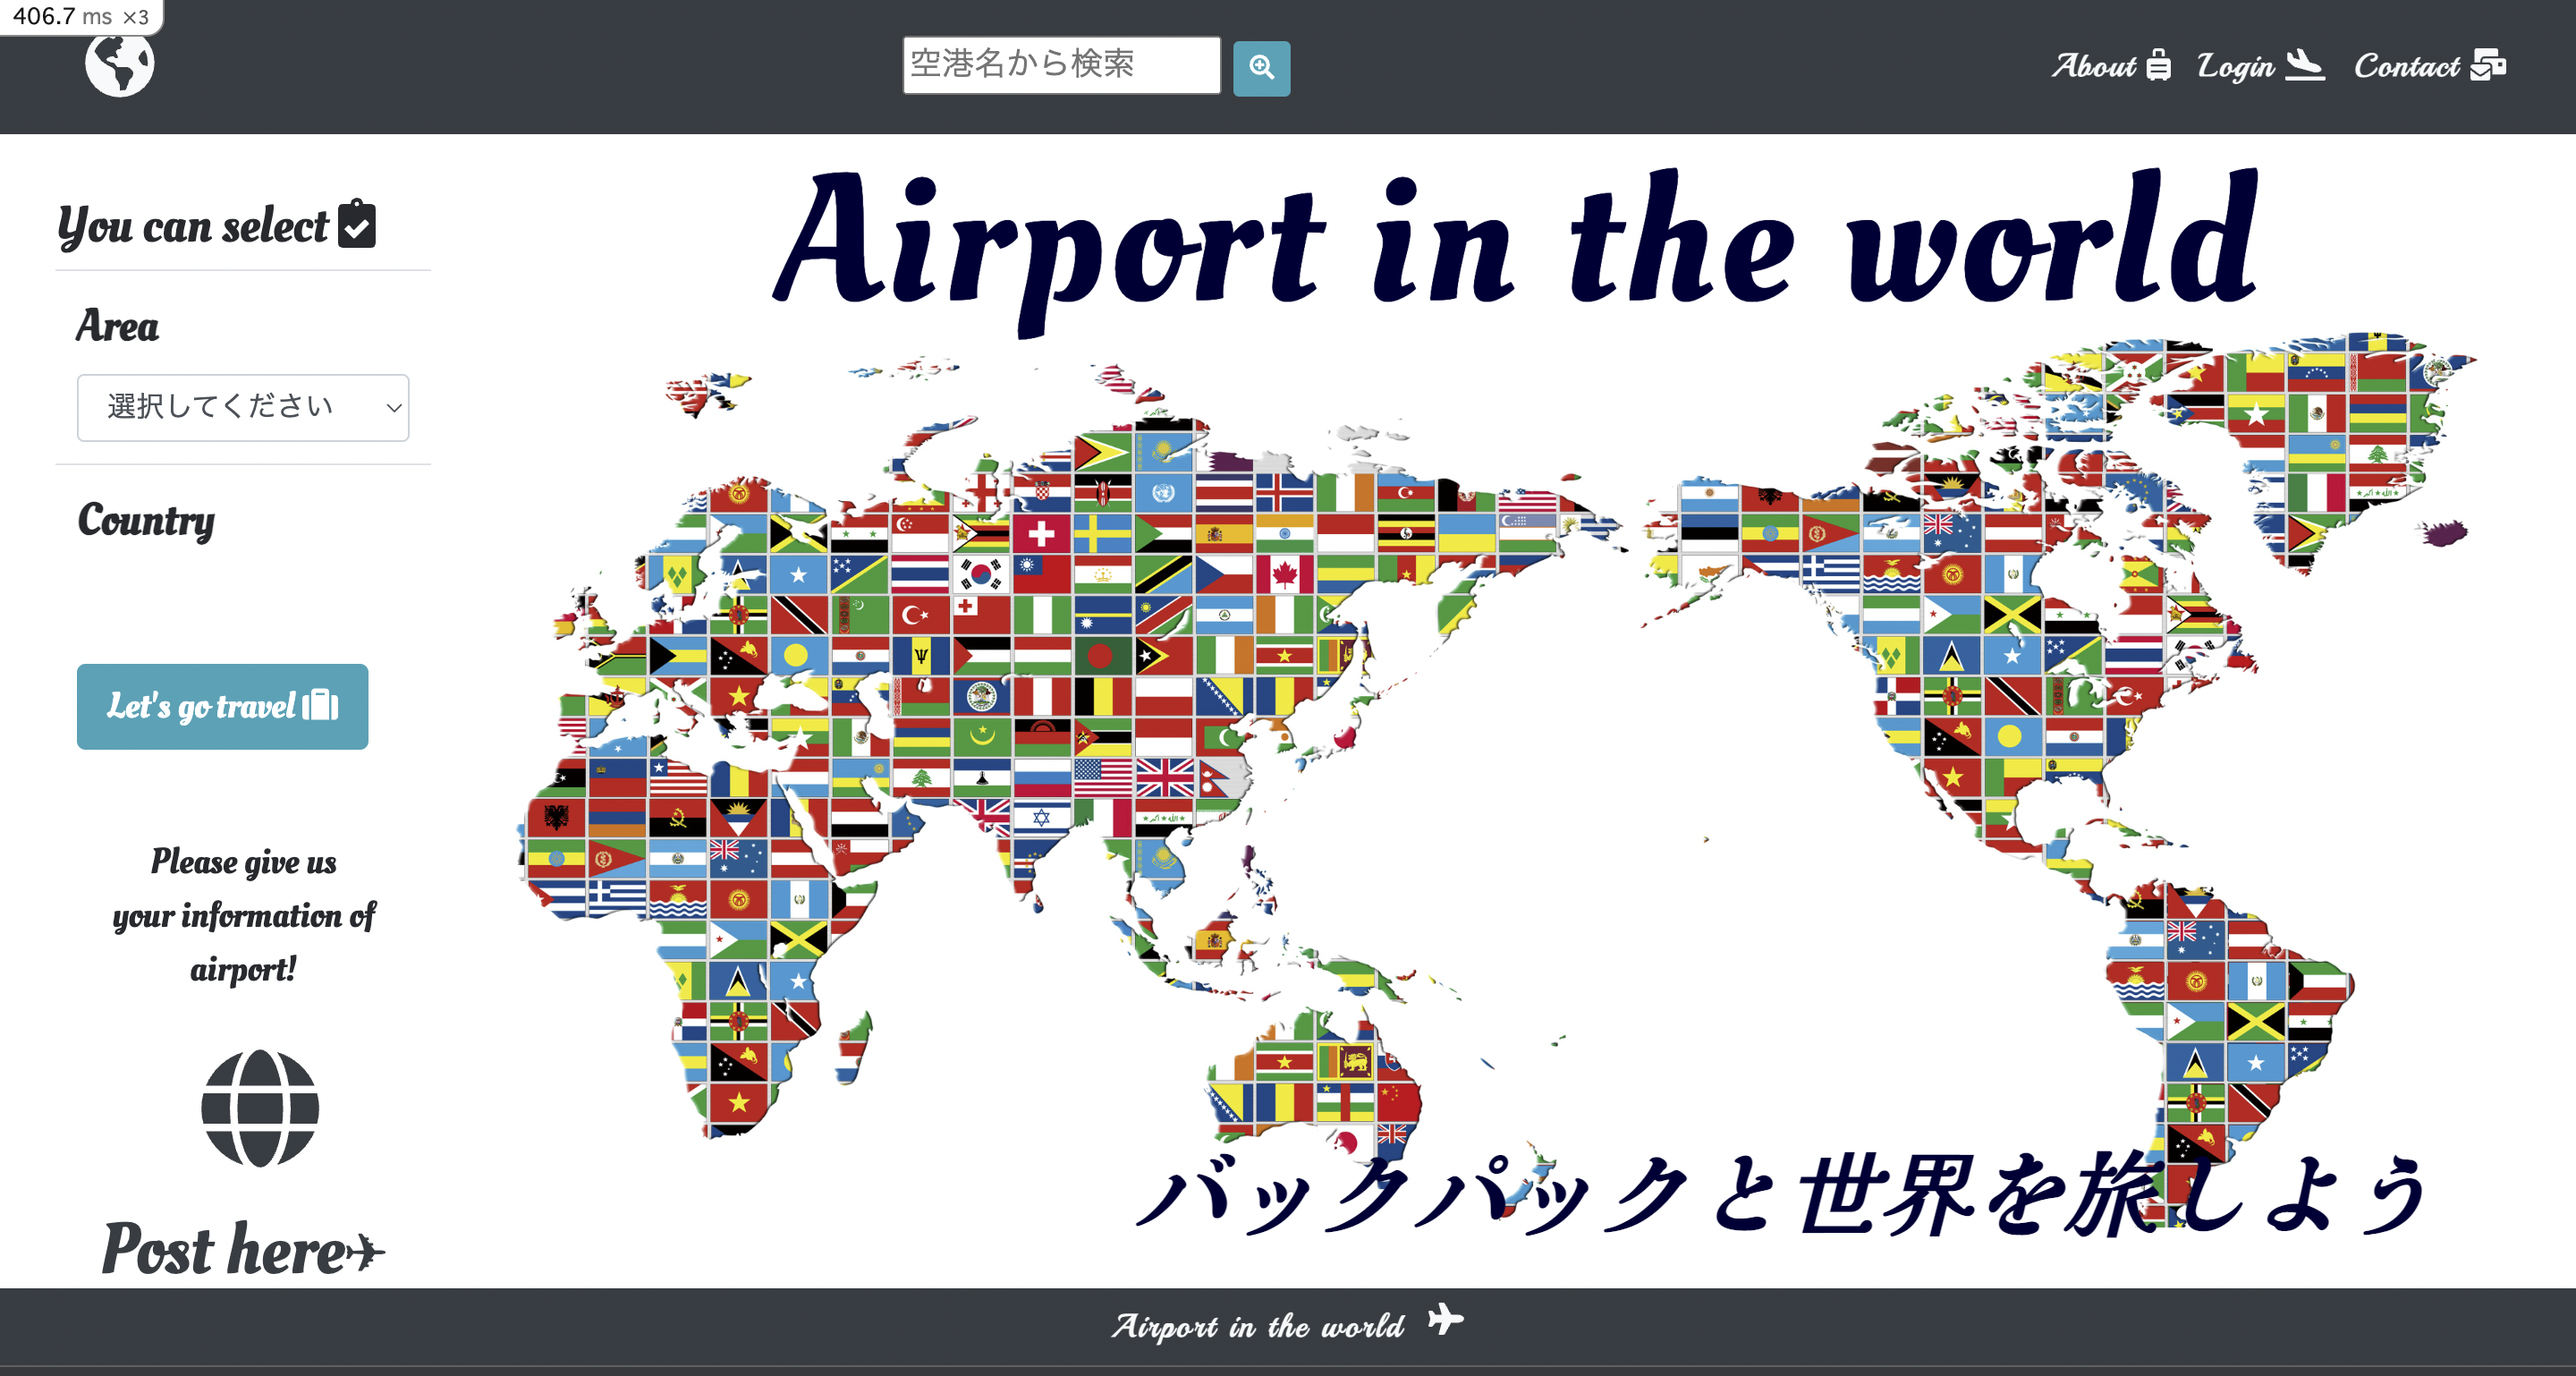 406.7 ms ×3
空港名から検索
About
Login
Contact
You can select
Area
選択してください
Country
Let's go travel
Please give us
your information of
airport!
Post here
Airport in the world
バックパックと世界を旅しよう
Airport in the world